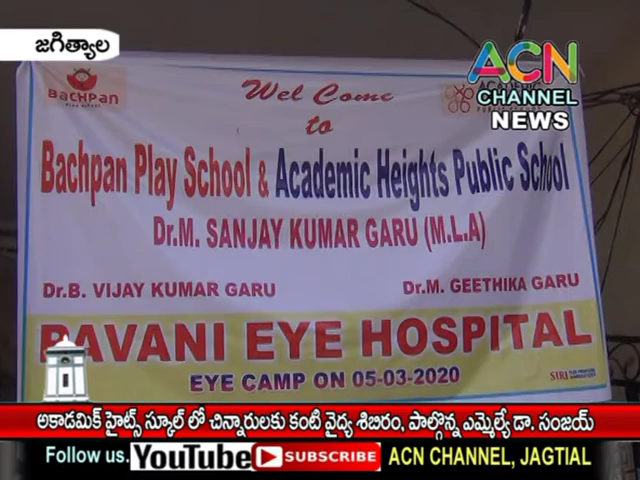 జగిత్యాల
ACN
CHANNEL
NEWS
BACHPAN
Wel Come
to
Bachpan Play School & Academic Heights Public School
Dr.M. SANJAY KUMAR GARU (M.L.A)
Dr.B. VIJAY KUMAR GARU
Dr.M. GEETHIKA GARU
PAVANI EYE HOSPITAL
EYE CAMP ON 05-03-2020
SIRI
అకాడమిక్ హైట్స్ స్కూల్ లో చిన్నారులకు కంటి వైద్య శిబిరం, పాల్గొన్న ఎమ్మెల్యే డా. సంజయ్
Follow us. YouTube SUBSCRIBE ACN CHANNEL, JAGTIAL